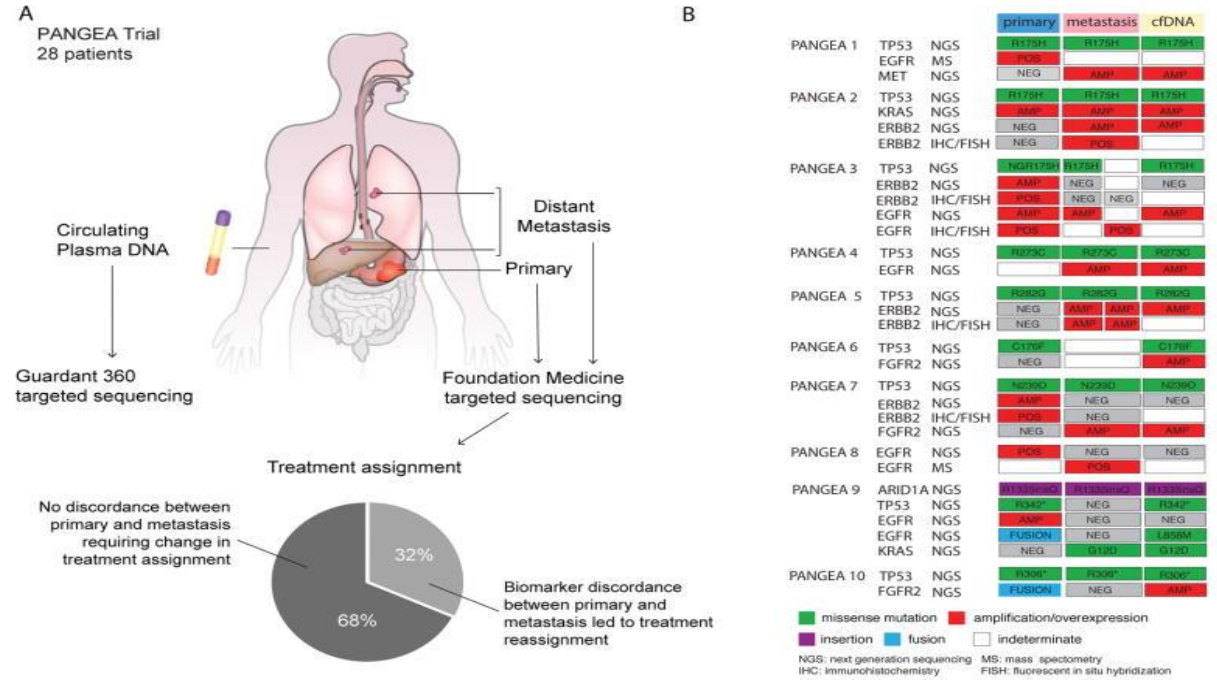 A
PANGEA Trial
28 patients
Circulating
Plasma DNA
Distant
Metastasis
Primary
Guardant 360
targeted sequencing
Foundation Medicine
targeted sequencing
Treatment assignment
No discordance between
primary and metastasis
requiring change in
treatment assignment
32%
68%
Biomarker discordance
between primary and
metastasis led to treatment
reassignment
B
primary metastasis cfDNA
PANGEA 1 TP53 NGS R175H R175H R175H
EGFR MS POS
MET NGS NEG AMP AMP
PANGEA 2 TP53 NGS R175H R175H R175H
KRAS NGS AMP AMP AMP
ERBB2 NGS NEG AMP AMP
ERBB2 IHC/FISH NEG POS
PANGEA 3 TP53 NGS NGR175H R175H R175H
ERBB2 NGS AMP NEG NEG
ERBB2 IHC/FISH POS NEG NEG
EGFR NGS AMP AMP AMP
EGFR IHC/FISH POS POS
PANGEA 4 TP53 NGS R273C R273C R273C
EGFR NGS AMP AMP
PANGEA 5 TP53 NGS R282G R282G R282G
ERBB2 NGS NEG AMP AMP AMP
ERBB2 IHC/FISH NEG AMP AMP
PANGEA 6 TP53 NGS C176F C176F
FGFR2 NGS NEG AMP
PANGEA 7 TP53 NGS N239D N239D N239D
ERBB2 NGS AMP NEG NEG
ERBB2 IHC/FISH POS NEG
FGFR2 NGS NEG AMP AMP
PANGEA 8 EGFR NGS POS NEG NEG
EGFR MS POS
PANGEA 9 ARID1A NGS
TP53 NGS R342* NEG R342*
EGFR NGS AMP NEG NEG
EGFR NGS FUSION NEG L858M
KRAS NGS NEG G12D G12D
PANGEA 10 TP53 NGS R306* R306* R306*
FGFR2 NGS FUSION NEG AMP
missense mutation amplification/overexpression
insertion fusion indeterminate
NGS: next generation sequencing MS: mass spectometry
IHC: immunohistochemistry FISH: fluorescent in situ hybridization